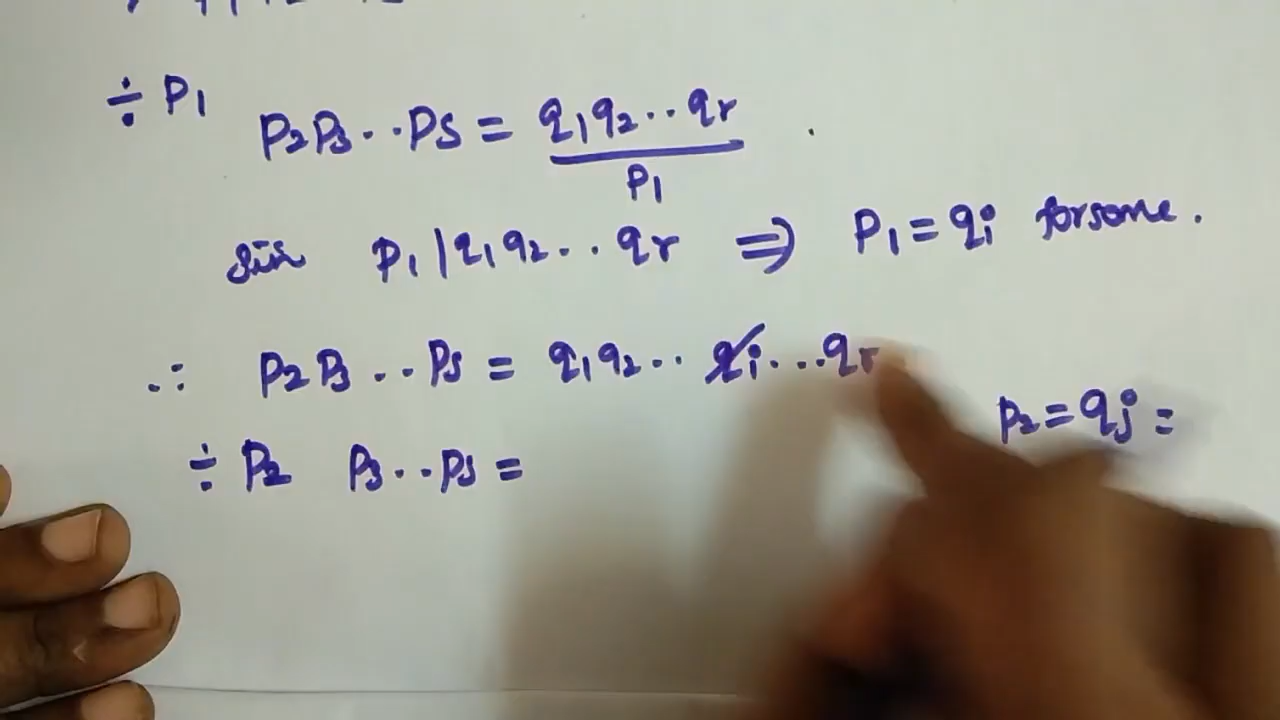 ÷ P1
P2P3..PS = q1q2..qr / P1
P1|q1q2..qr ⇒ P1 = qi forsome.
∴ P2P3..PS = q1q2..qi...qr
P2 = qj =
÷ P2 P3..PS =